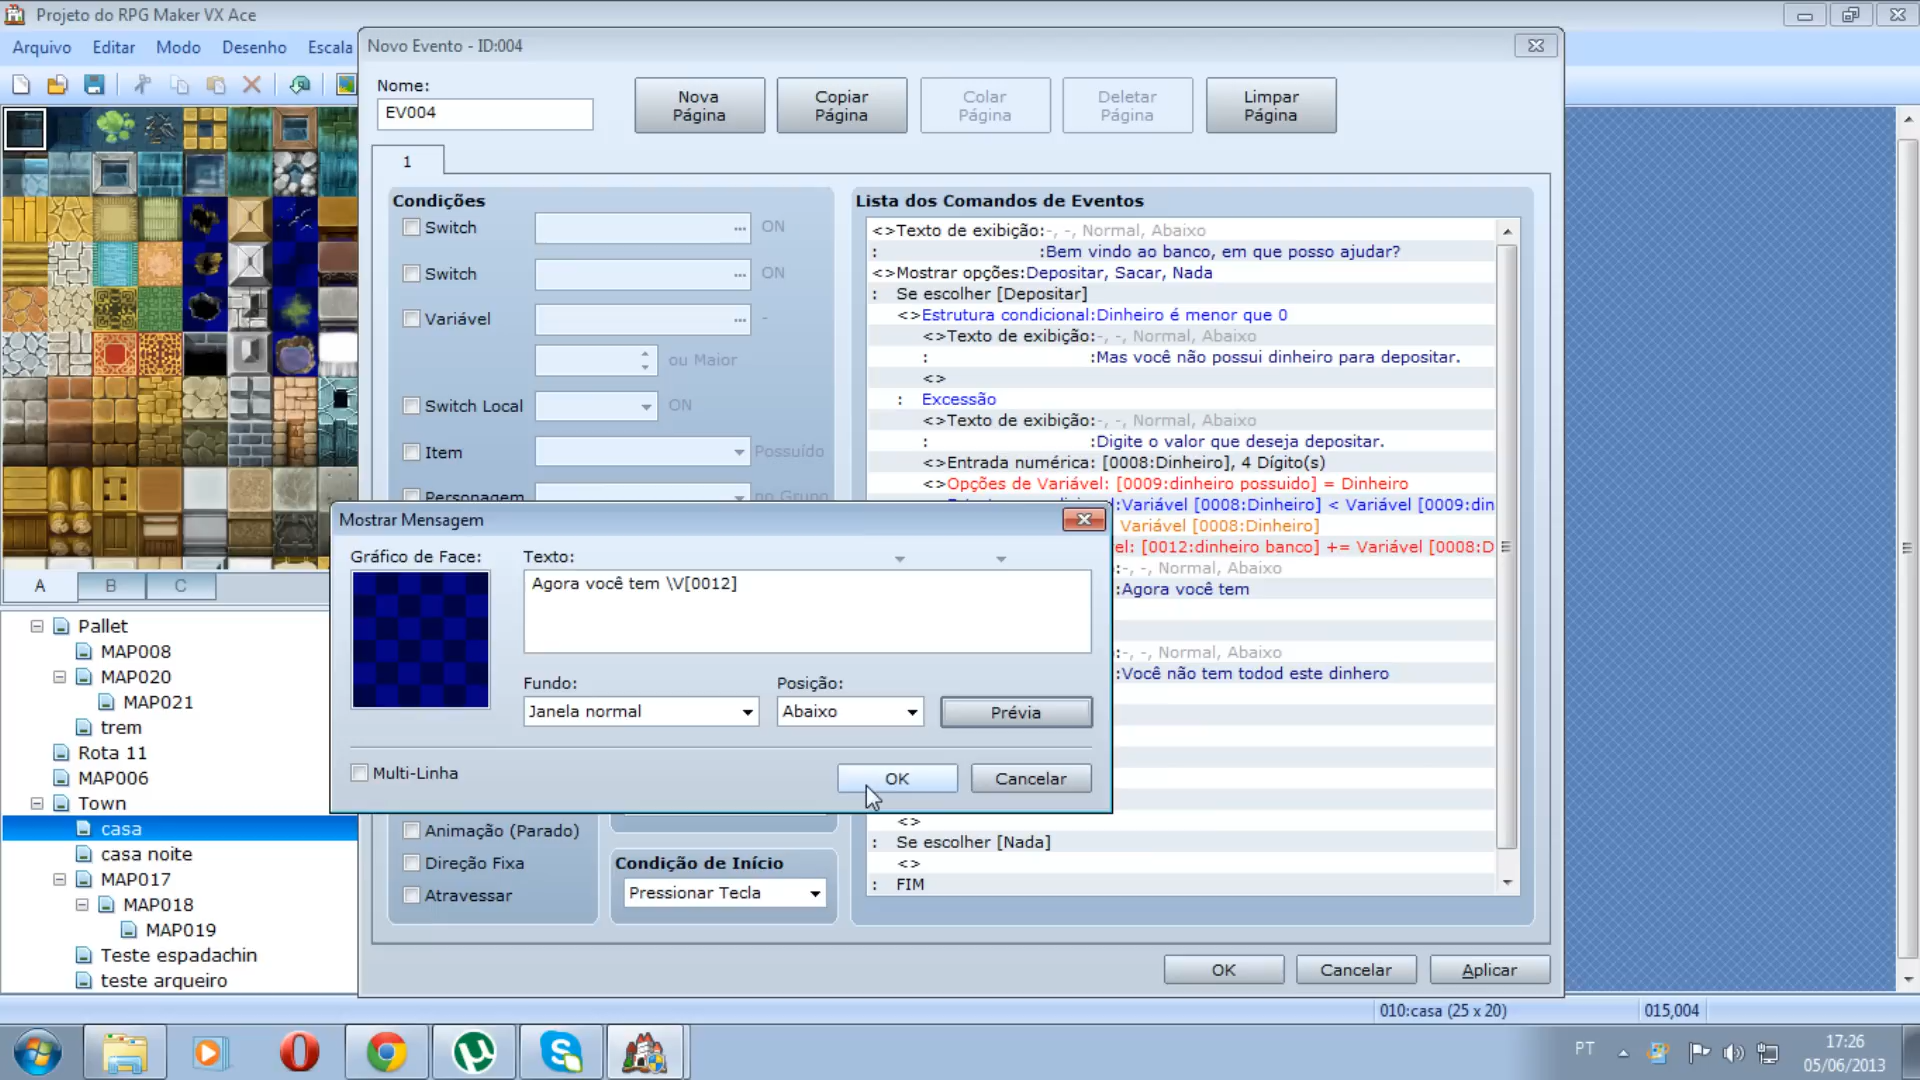 Projeto do RPG Maker VX Ace
Arquivo Editar Modo Desenho Escala
Novo Evento - ID:004
Nome:
EV004
Nova Página
Copiar Página
Colar Página
Deletar Página
Limpar Página
1
Condições
Switch ... ON
Switch ... ON
Variável ... -
ou Maior
Switch Local ON
Item Possuído
Personagem no Grupo
Lista dos Comandos de Eventos
<>Texto de exibição:-, -, Normal, Abaixo
: :Bem vindo ao banco, em que posso ajudar?
<>Mostrar opções:Depositar, Sacar, Nada
: Se escolher [Depositar]
<>Estrutura condicional:Dinheiro é menor que 0
<>Texto de exibição:-, -, Normal, Abaixo
: :Mas você não possui dinheiro para depositar.
<>
: Excessão
<>Texto de exibição:-, -, Normal, Abaixo
: :Digite o valor que deseja depositar.
<>Entrada numérica: [0008:Dinheiro], 4 Dígito(s)
<>Opções de Variável: [0009:dinheiro possuido] = Dinheiro
:Variável [0008:Dinheiro] < Variável [0009:din
Variável [0008:Dinheiro]
el: [0012:dinheiro banco] += Variável [0008:D
:-, -, Normal, Abaixo
:Agora você tem
:-, -, Normal, Abaixo
:Você não tem todod este dinhero
<>
: Se escolher [Nada]
<>
: FIM
Mostrar Mensagem
Gráfico de Face:
Texto:
Agora você tem \V[0012]
Fundo:
Janela normal
Posição:
Abaixo
Prévia
Multi-Linha
OK
Cancelar
Animação (Parado)
Direção Fixa
Atravessar
Condição de Início
Pressionar Tecla
OK
Cancelar
Aplicar
A B C
Pallet
MAP008
MAP020
MAP021
trem
Rota 11
MAP006
Town
casa
casa noite
MAP017
MAP018
MAP019
Teste espadachin
teste arqueiro
010:casa (25 x 20)
015,004
PT
17:26
05/06/2013